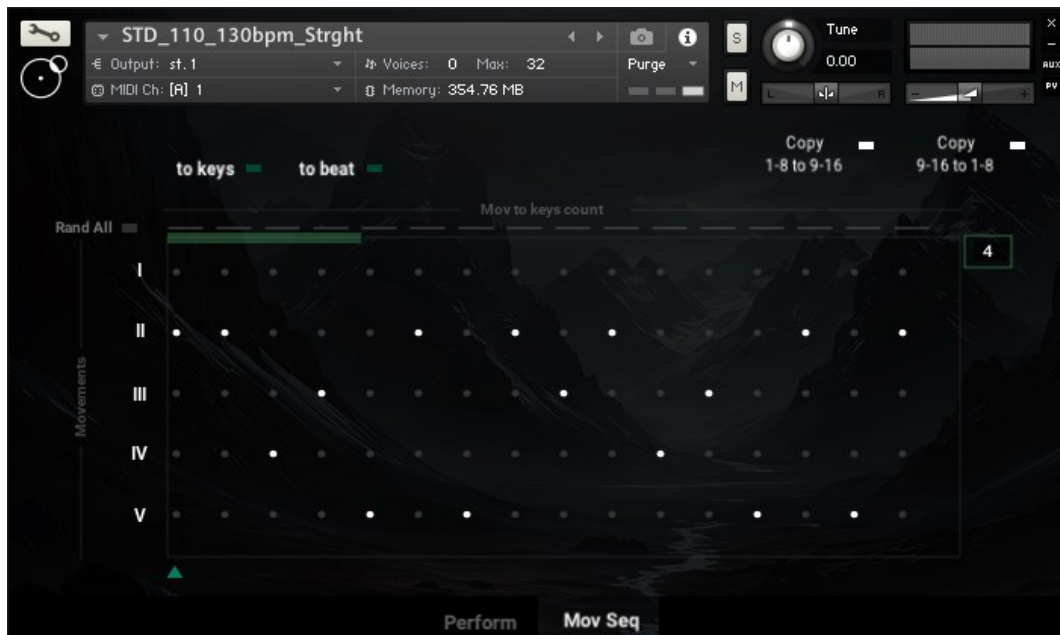 STD_110_130bpm_Strght
Output: st.1 Voices: 0 Max: 32 Purge
MIDI Ch: [A] 1 Memory: 354.76 MB
S
M
Tune
0.00
L R
- +
×
-
AUX
PV
to keys to beat
Copy
1-8 to 9-16
Copy
9-16 to 1-8
Mov to keys count
Rand All
4
Movements
I
II
III
IV
V
Perform Mov Seq